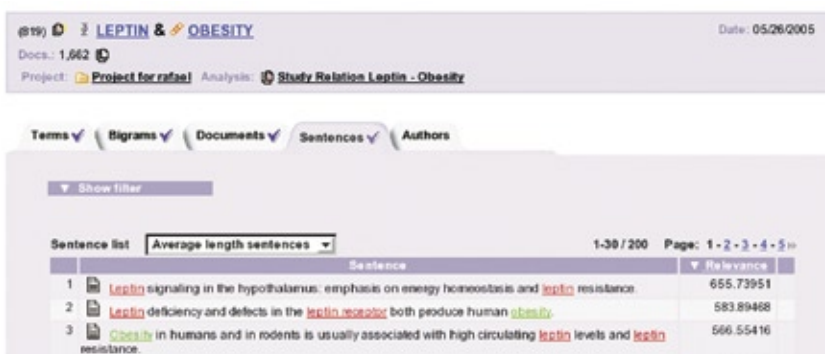 (819) LEPTIN & OBESITY Date: 05/26/2005
Docs.: 1,662
Project: Project for rafael Analysis: Study Relation Leptin - Obesity
Terms Bigrams Documents Sentences Authors
▼ Show filter
Sentence list Average length sentences 1-30 / 200 Page: 1 - 2 - 3 - 4 - 5 »
Sentence ▼ Relevance
1 Leptin signaling in the hypothalamus: emphasis on energy homeostasis and leptin resistance. 655.73951
2 Leptin deficiency and defects in the leptin receptor both produce human obesity. 583.89468
3 Obesity in humans and in rodents is usually associated with high circulating leptin levels and leptin 566.55416
resistance.